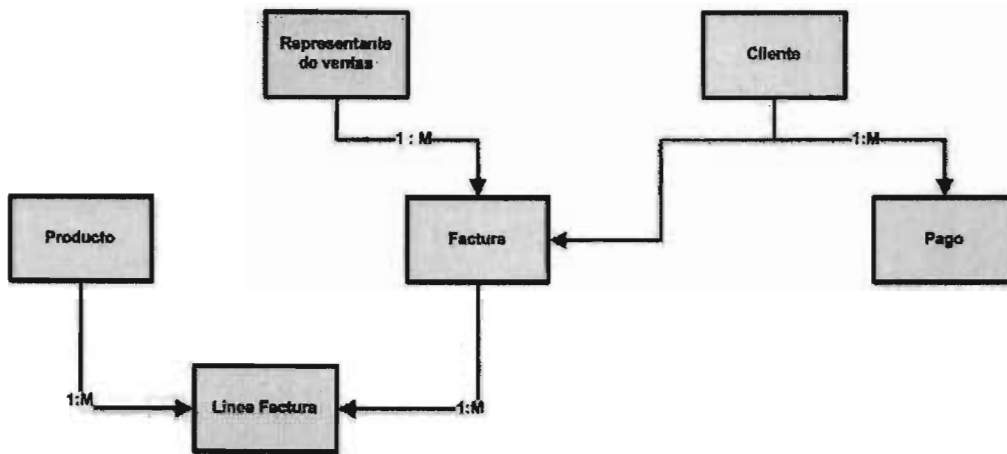 Representante
de ventas
Cliente
1 : M
1:M
Producto
Factura
Pago
1:M
Linea Factura
1:M